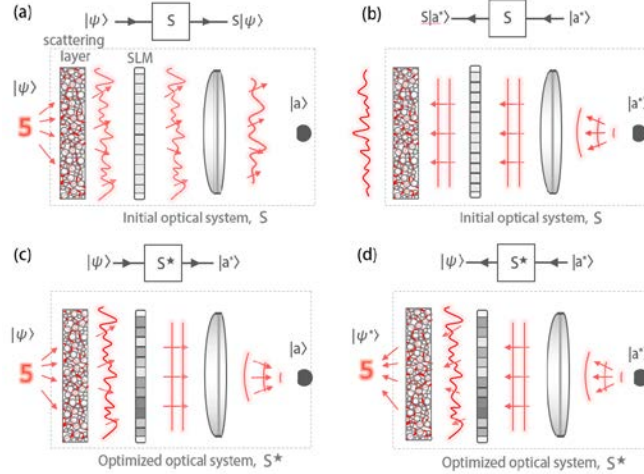 (a)
|ψ⟩ S S|ψ⟩
scattering
layer
SLM
|ψ⟩
5
|a⟩
Initial optical system, S
(b)
S|a*⟩ S |a*⟩
|a*⟩
Initial optical system, S
(c)
|ψ⟩ S★ |a*⟩
|ψ⟩
5
|a⟩
Optimized optical system, S★
(d)
|ψ⟩ S★ |a*⟩
|ψ*⟩
5
|a*⟩
Optimized optical system, S★